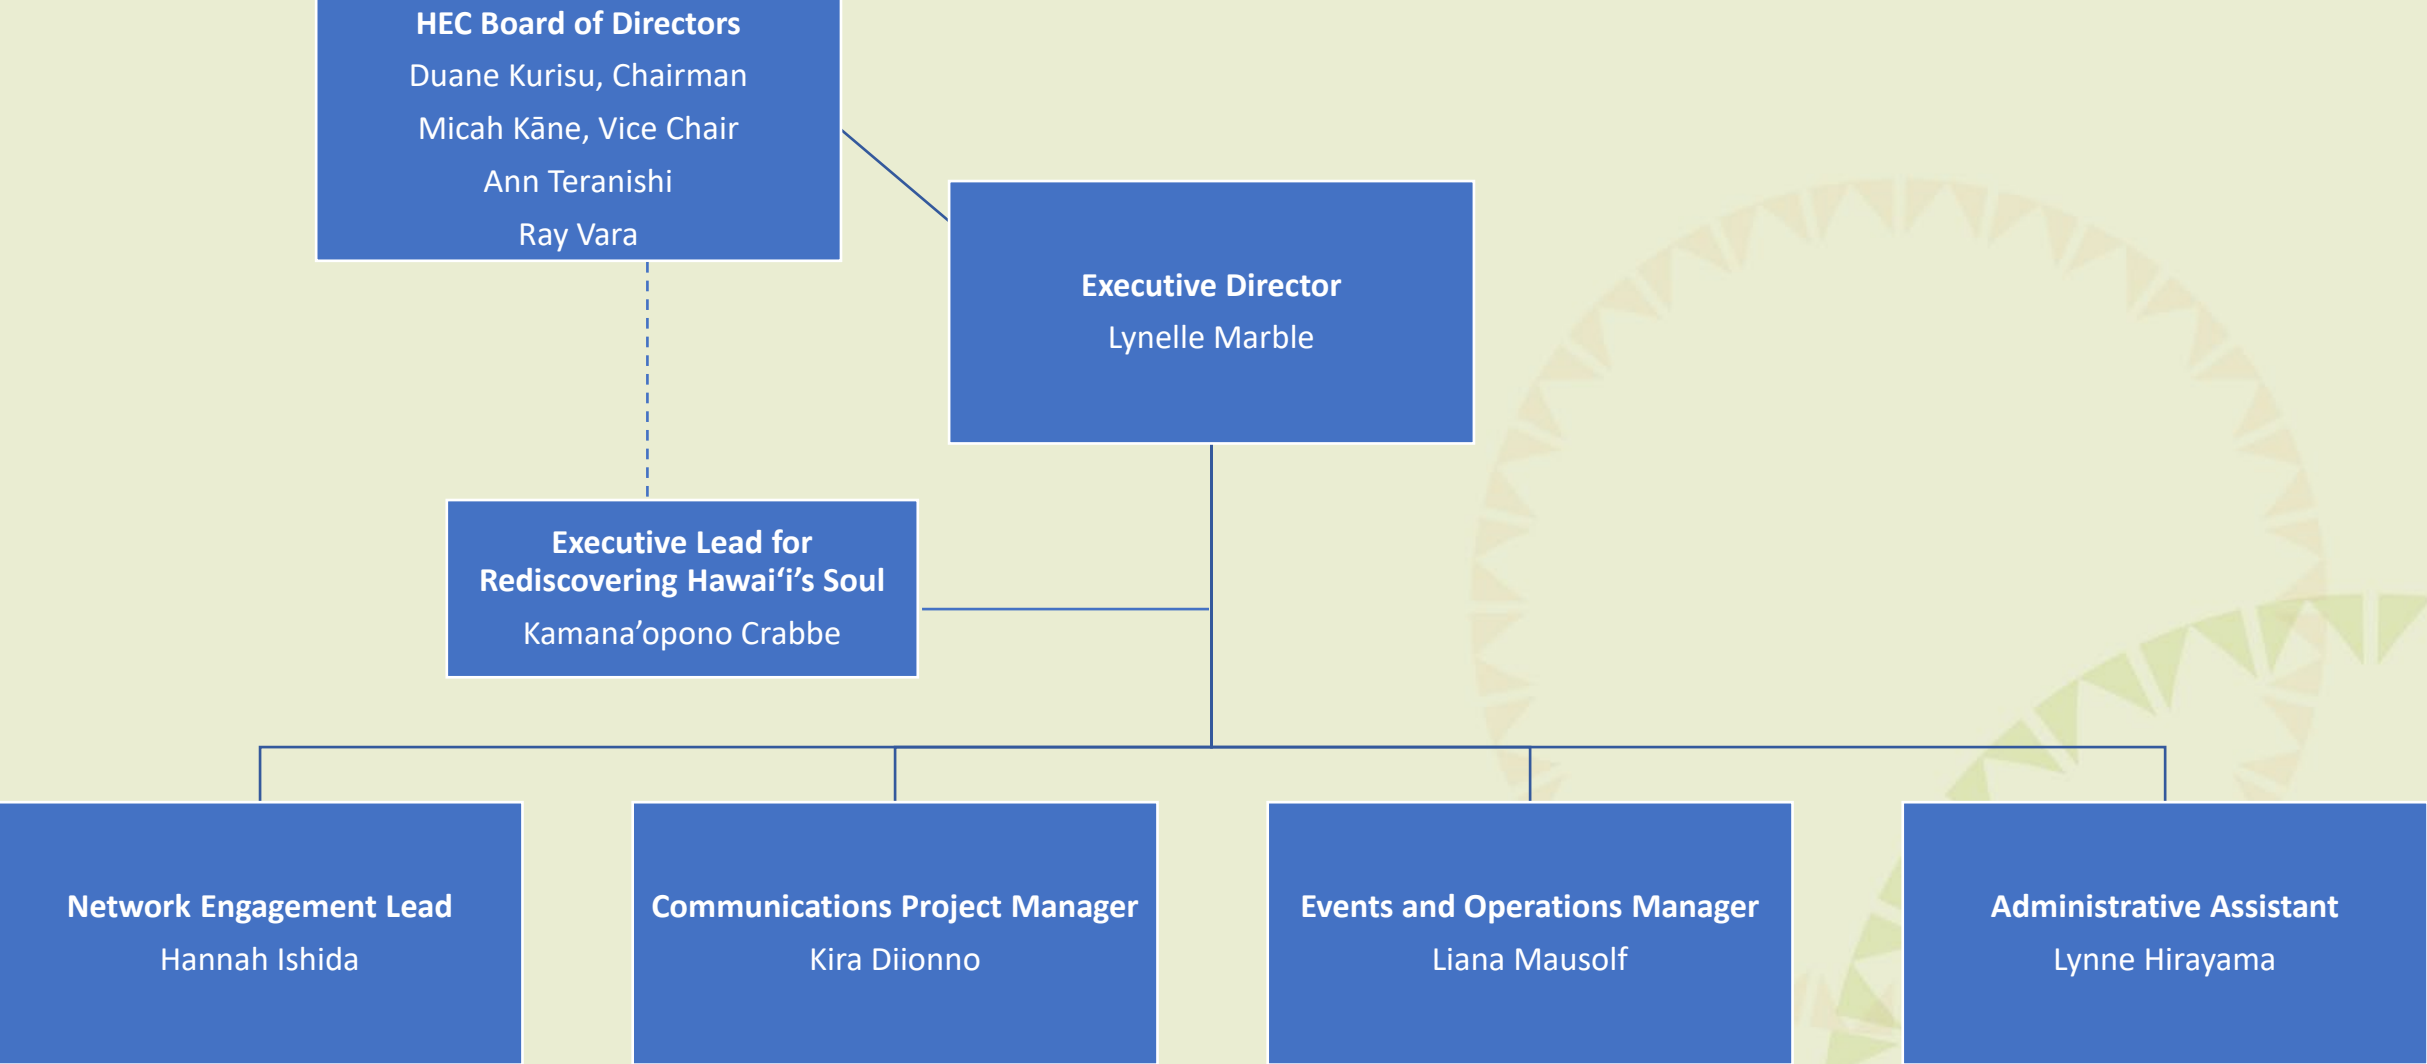 HEC Board of Directors
Duane Kurisu, Chairman
Micah Kāne, Vice Chair
Ann Teranishi
Ray Vara
Executive Director
Lynelle Marble
Executive Lead for
Rediscovering Hawai‘i’s Soul
Kamana’opono Crabbe
Network Engagement Lead
Hannah Ishida
Communications Project Manager
Kira Diionno
Events and Operations Manager
Liana Mausolf
Administrative Assistant
Lynne Hirayama